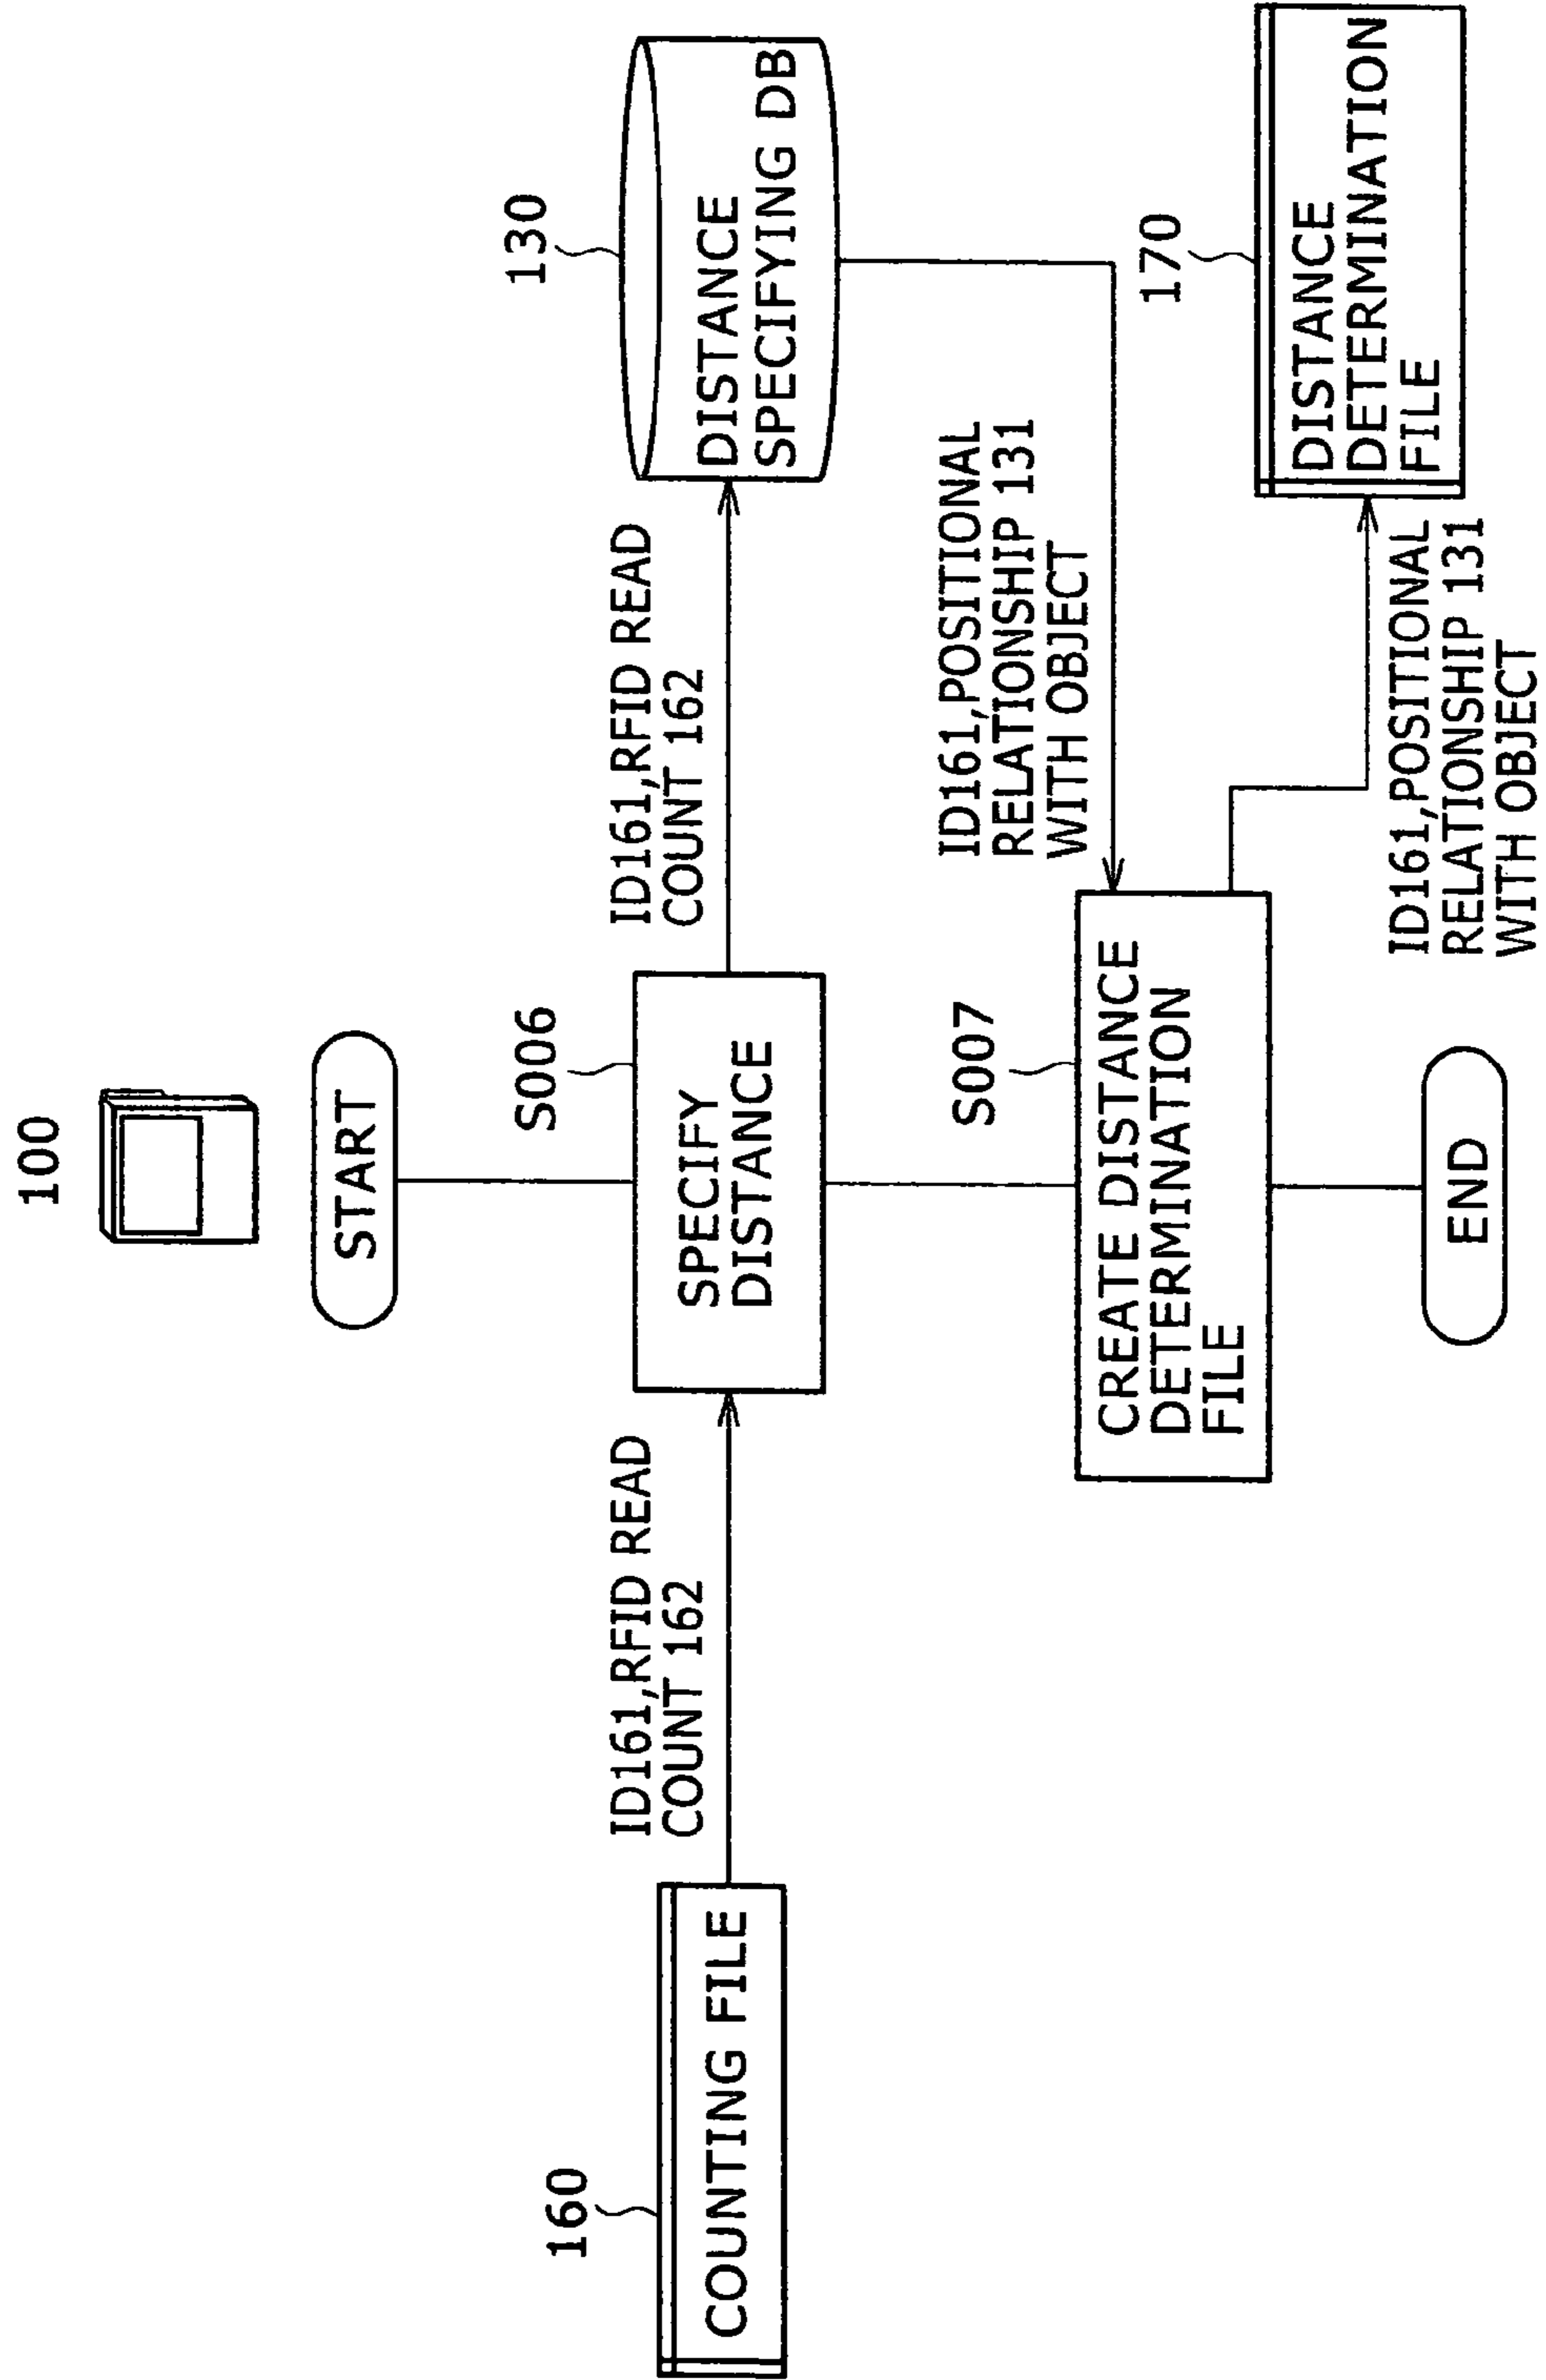 100
START
130
S006
160
ID161,RFID READ
COUNT 162
ID161,RFID READ
COUNT 162
COUNTING FILE
SPECIFY
DISTANCE
DISTANCE
SPECIFYING DB
S007
ID161,POSITIONAL
RELATIONSHIP 131
WITH OBJECT
CREATE DISTANCE
DETERMINATION
FILE
170
DISTANCE
DETERMINATION
FILE
ID161,POSITIONAL
RELATIONSHIP 131
WITH OBJECT
END